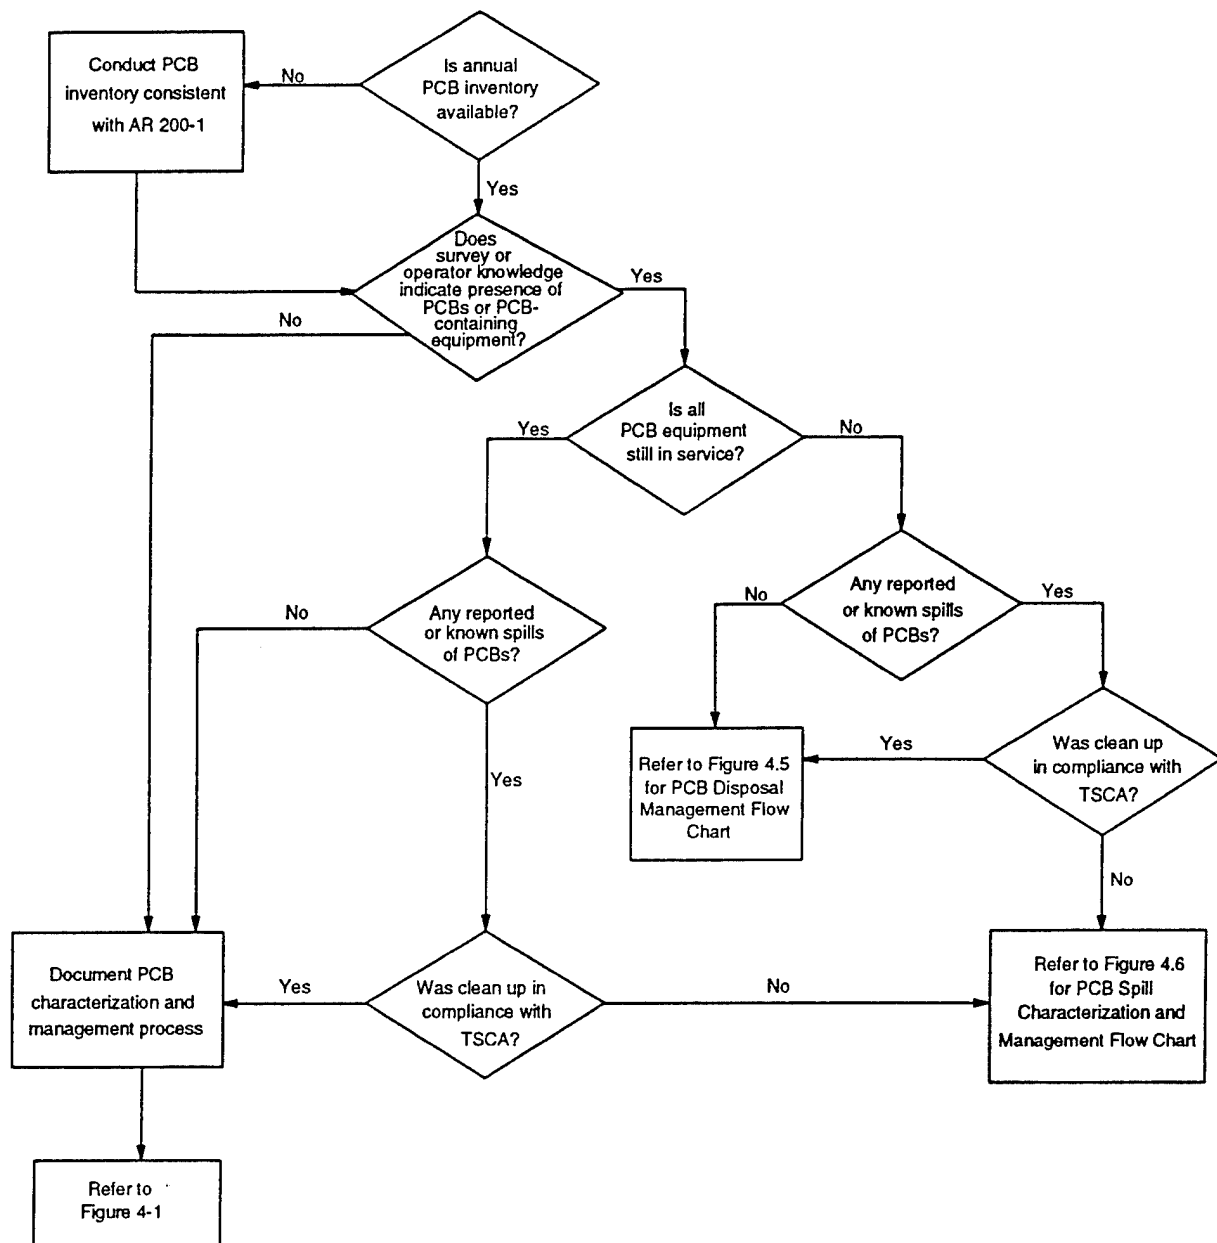 Conduct PCB
inventory consistent
with AR 200-1
No
Is annual
PCB inventory
available?
Yes
Does
survey or
operator knowledge
indicate presence of
PCBs or PCB-
containing
equipment?
Yes
No
Is all
PCB equipment
still in service?
Yes
No
Any reported
or known spills
of PCBs?
No
Yes
Any reported
or known spills
of PCBs?
No
Yes
Refer to Figure 4.5
for PCB Disposal
Management Flow
Chart
Yes
Was clean up
in compliance with
TSCA?
No
Document PCB
characterization and
management process
Yes
Was clean up in
compliance with
TSCA?
No
Refer to Figure 4.6
for PCB Spill
Characterization and
Management Flow Chart
Refer to
Figure 4-1